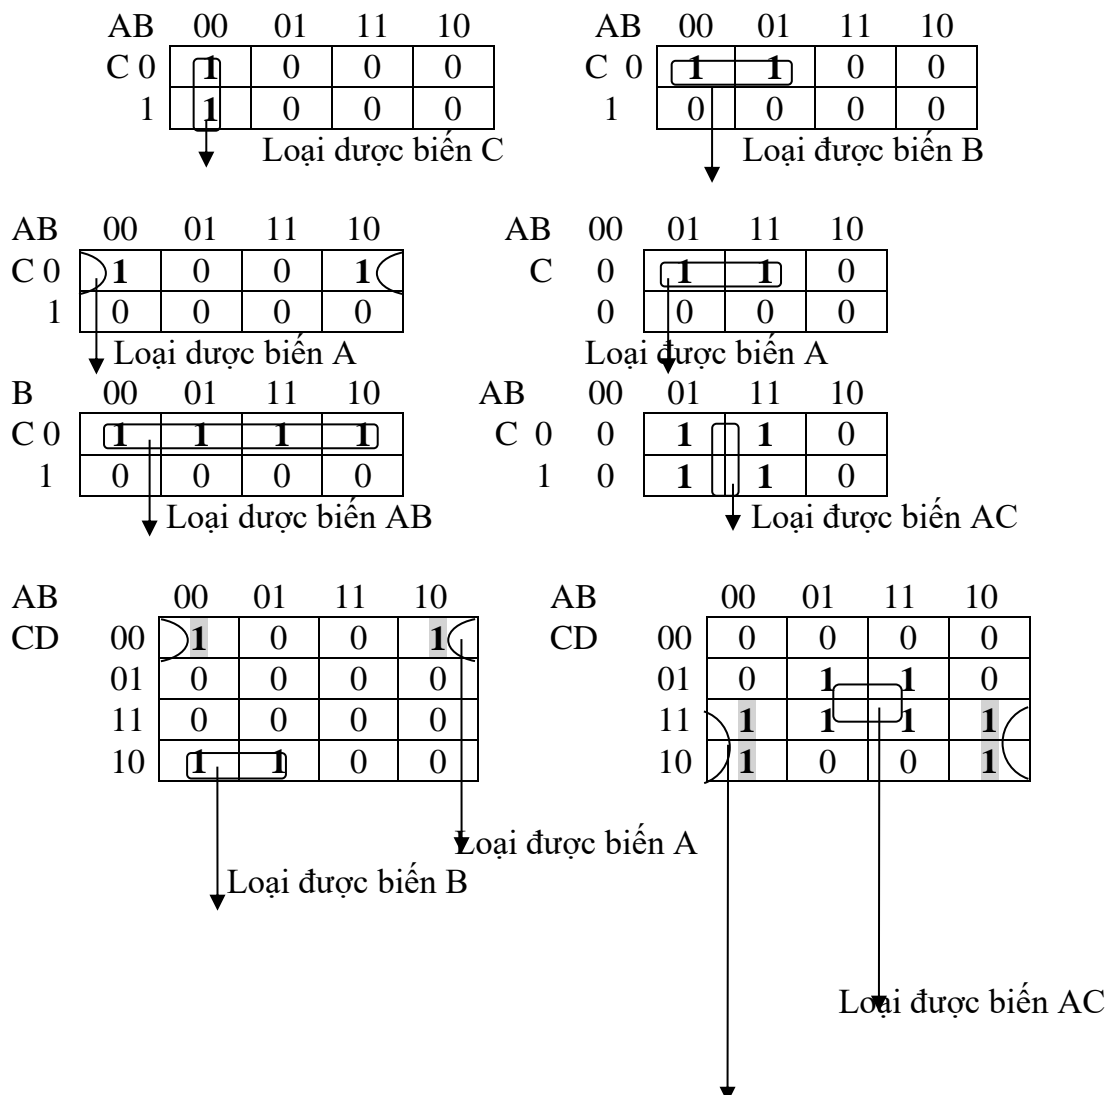 AB 00 01 11 10 AB 00 01 11 10
C 0 1 0 0 0 C 0 1 1 0 0
1 1 0 0 0 1 0 0 0 0
Loại dược biến C Loại được biến B
AB 00 01 11 10 AB 00 01 11 10
C 0 1 0 0 1 C 0 1 1 0
1 0 0 0 0 0 0 0 0
Loại dược biến A Loại được biến A
B 00 01 11 10 AB 00 01 11 10
C 0 1 1 1 1 C 0 0 1 1 0
1 0 0 0 0 1 0 1 1 0
Loại dược biến AB Loại được biến AC
AB 00 01 11 10 AB 00 01 11 10
CD 00 1 0 0 1 CD 00 0 0 0 0
01 0 0 0 0 01 0 1 1 0
11 0 0 0 0 11 1 1 1 1
10 1 1 0 0 10 1 0 0 1
Loại được biến A
Loại được biến B
Loại được biến AC